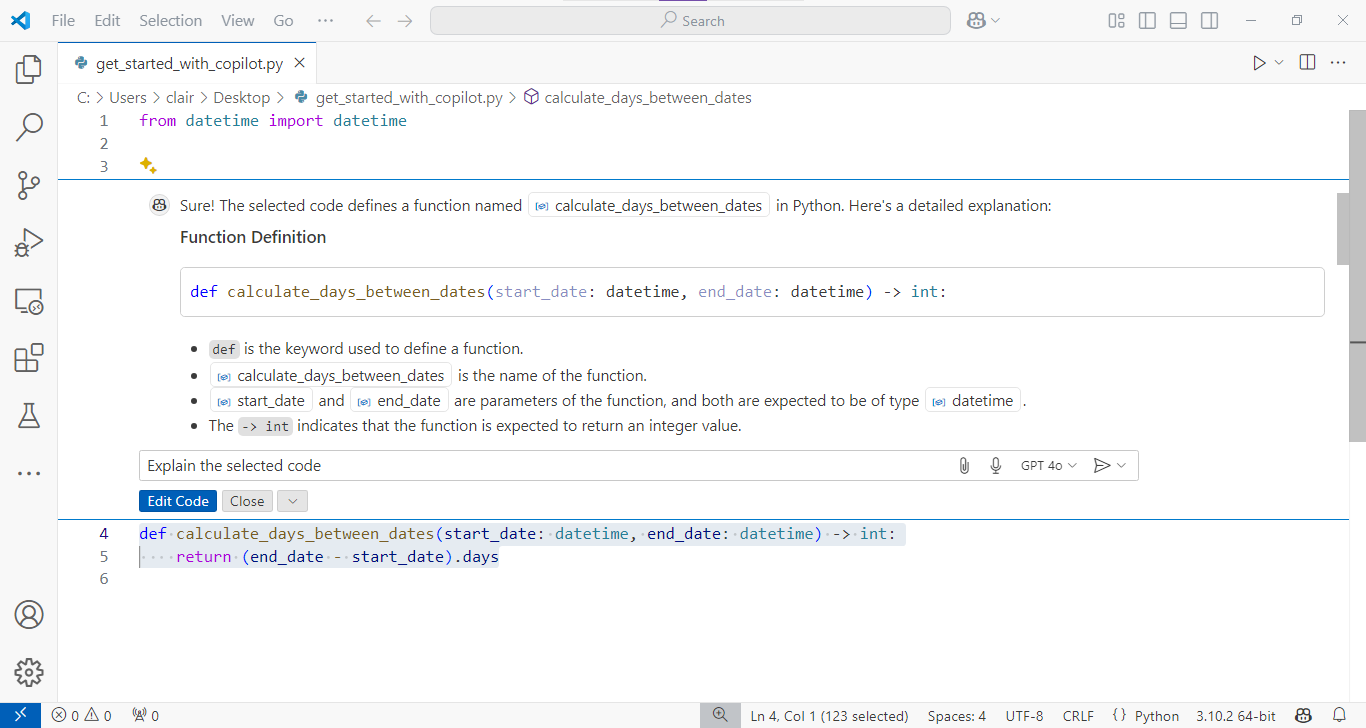 File Edit Selection View Go ··· Search
get_started_with_copilot.py
C: > Users > clair > Desktop > get_started_with_copilot.py > calculate_days_between_dates
1 from datetime import datetime
2
3
Sure! The selected code defines a function named calculate_days_between_dates in Python. Here's a detailed explanation:
Function Definition
def calculate_days_between_dates(start_date: datetime, end_date: datetime) -> int:
• def is the keyword used to define a function.
• calculate_days_between_dates is the name of the function.
• start_date and end_date are parameters of the function, and both are expected to be of type datetime .
• The -> int indicates that the function is expected to return an integer value.
Explain the selected code GPT 4o
Edit Code Close
4 def calculate_days_between_dates(start_date: datetime, end_date: datetime) -> int:
5 ····return (end_date - start_date).days
6
0 0 0 Ln 4, Col 1 (123 selected) Spaces: 4 UTF-8 CRLF {} Python 3.10.2 64-bit